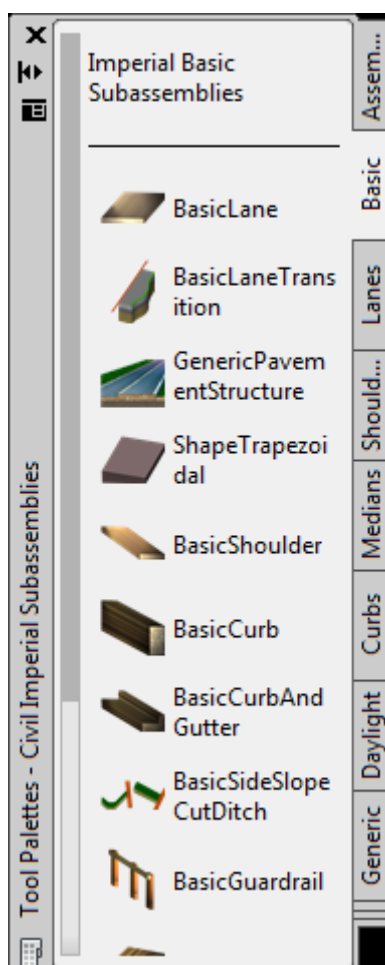 Imperial Basic
Subassemblies
BasicLane
BasicLaneTrans
ition
GenericPavem
entStructure
ShapeTrapezoi
dal
BasicShoulder
BasicCurb
BasicCurbAnd
Gutter
BasicSideSlope
CutDitch
BasicGuardrail
Assem...
Basic
Lanes
Should...
Medians
Curbs
Daylight
Generic
Tool Palettes - Civil Imperial Subassemblies